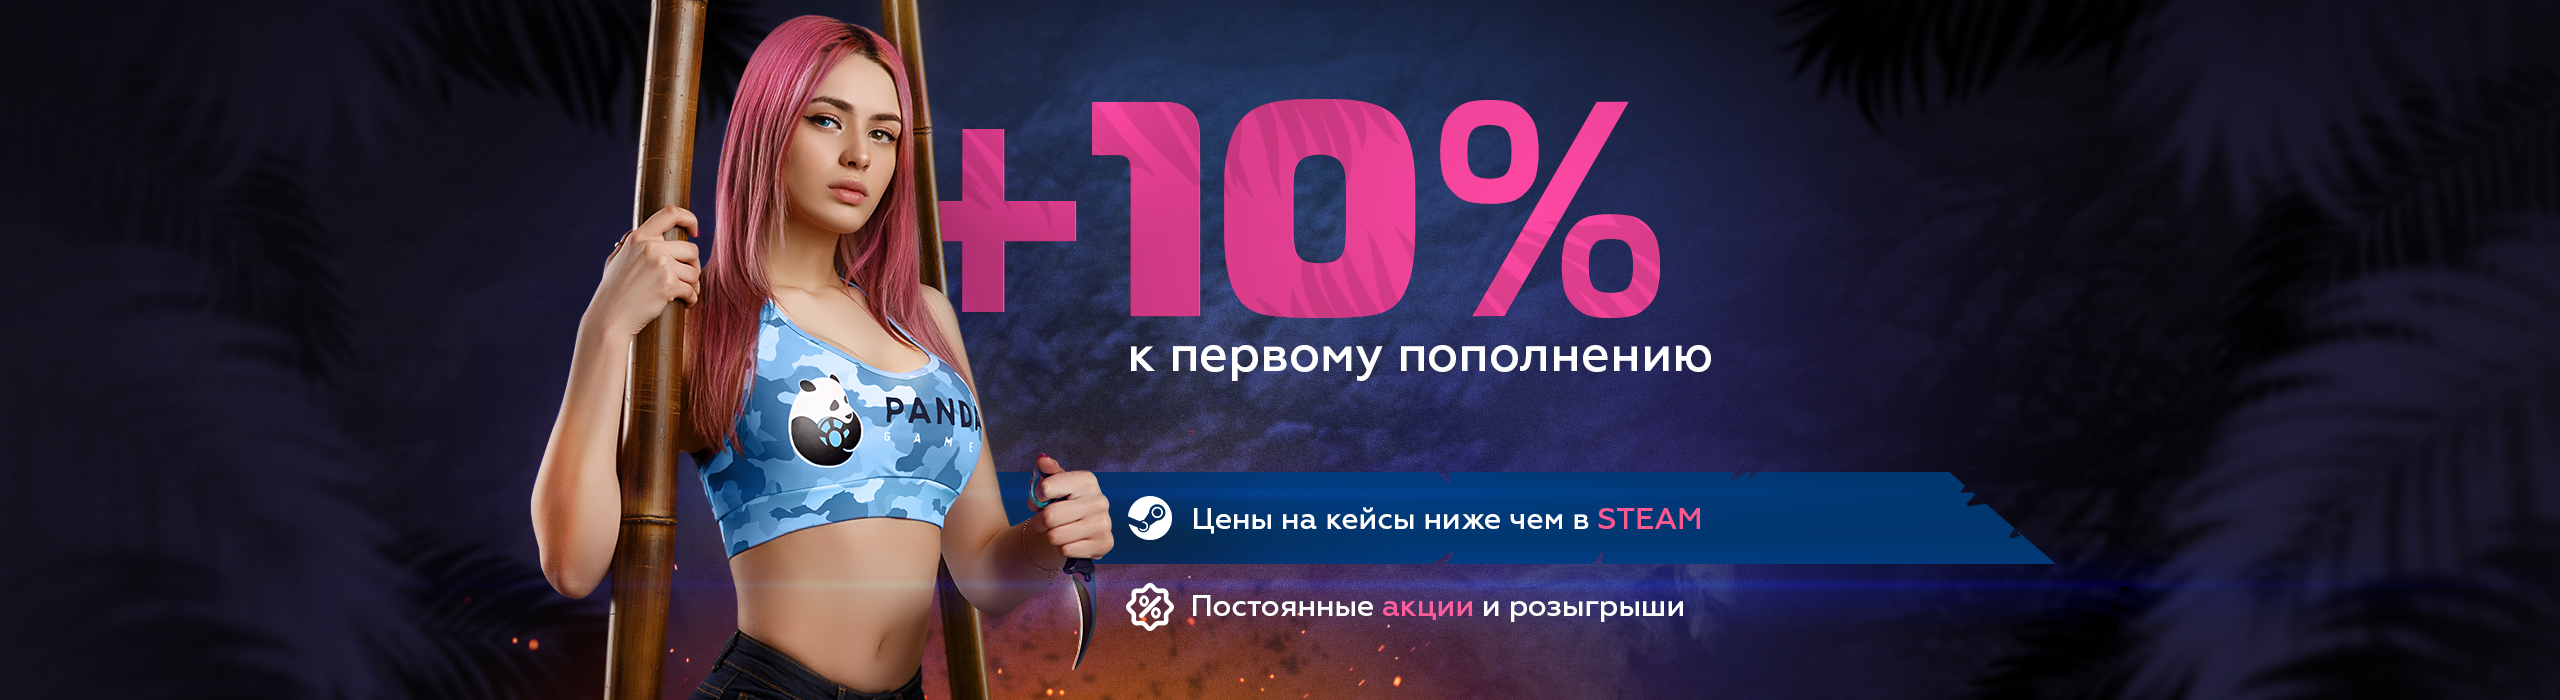 +10%
к первому пополнению
PANDA
GAME
Цены на кейсы ниже чем в STEAM
Постоянные акции и розыгрыши